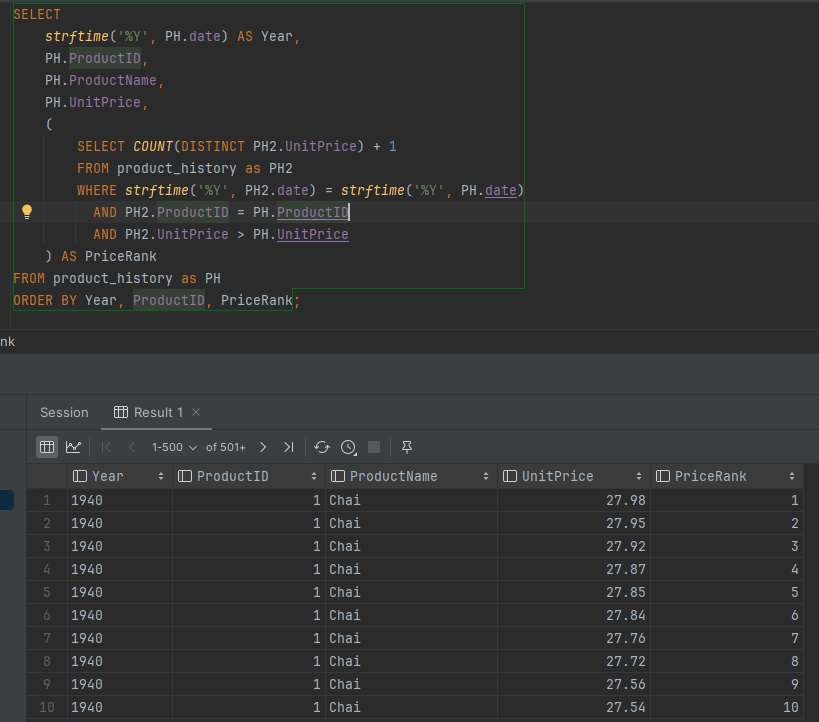 SELECT
strftime('%Y', PH.date) AS Year,
PH.ProductID,
PH.ProductName,
PH.UnitPrice,
(
SELECT COUNT(DISTINCT PH2.UnitPrice) + 1
FROM product_history as PH2
WHERE strftime('%Y', PH2.date) = strftime('%Y', PH.date)
AND PH2.ProductID = PH.ProductID
AND PH2.UnitPrice > PH.UnitPrice
) AS PriceRank
FROM product_history as PH
ORDER BY Year, ProductID, PriceRank;
nk
Session Result 1
1-500 of 501+
Year ProductID ProductName UnitPrice PriceRank
1 1940 1 Chai 27.98 1
2 1940 1 Chai 27.95 2
3 1940 1 Chai 27.92 3
4 1940 1 Chai 27.87 4
5 1940 1 Chai 27.85 5
6 1940 1 Chai 27.84 6
7 1940 1 Chai 27.76 7
8 1940 1 Chai 27.72 8
9 1940 1 Chai 27.56 9
10 1940 1 Chai 27.54 10